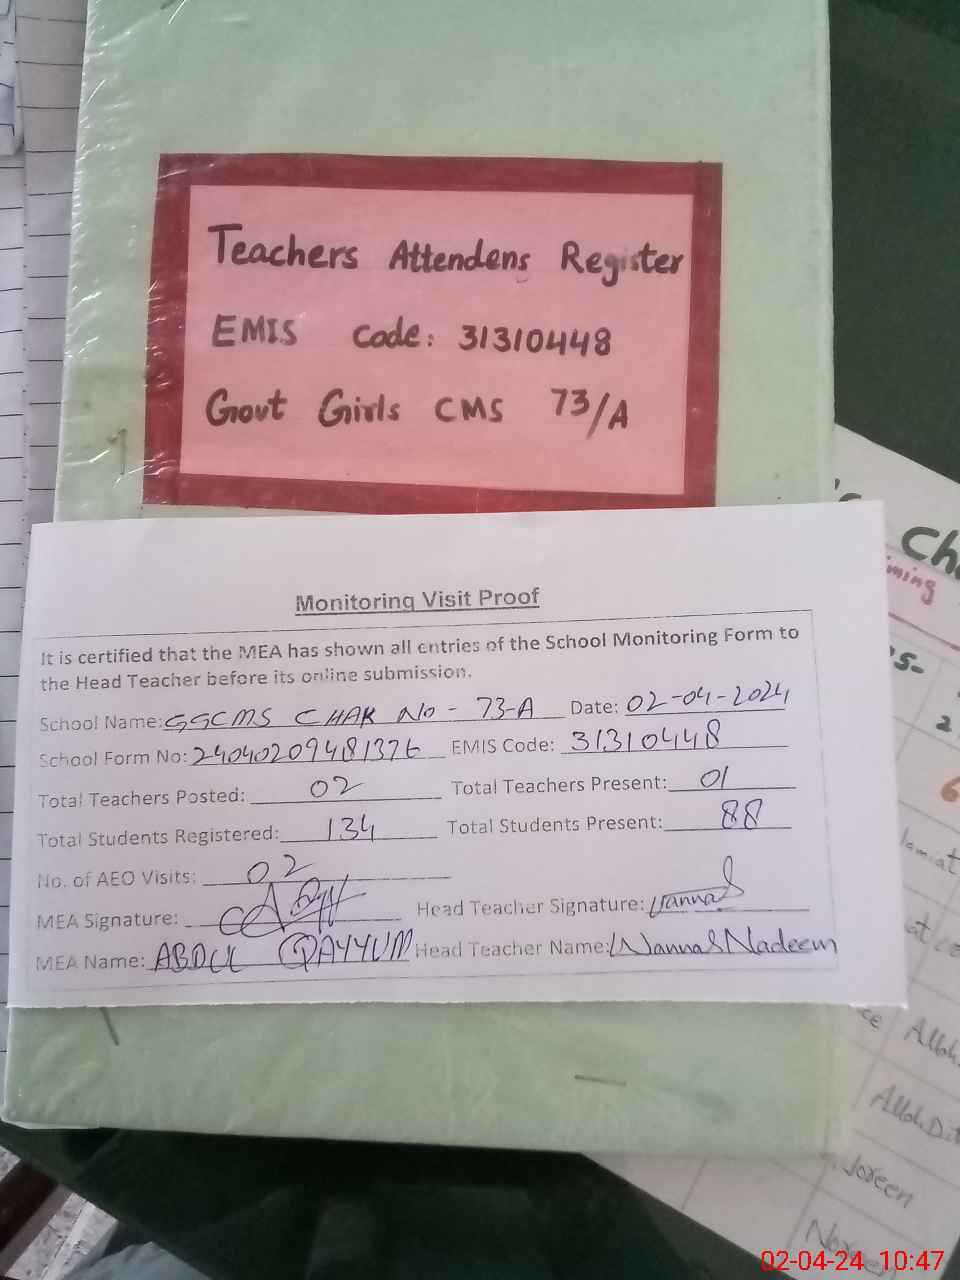 Teachers Attendens Register
EMIS Code: 31310448
Govt Girls CMS 73/A
Monitoring Visit Proof
It is certified that the MEA has shown all entries of the School Monitoring Form to
the Head Teacher before its online submission.
School Name: GGCMS CHAK No - 73-A Date: 02-04-2024
School Form No: 24040209481376 EMIS Code: 31310448
Total Teachers Posted: 02 Total Teachers Present: 01
Total Students Registered: 134 Total Students Present: 88
No. of AEO Visits: 02
MEA Signature: Head Teacher Signature:
MEA Name: ABDUL QAYYUM Head Teacher Name: Nadeem
Allah
AllahDit
Noreen
02-04-24 10:47